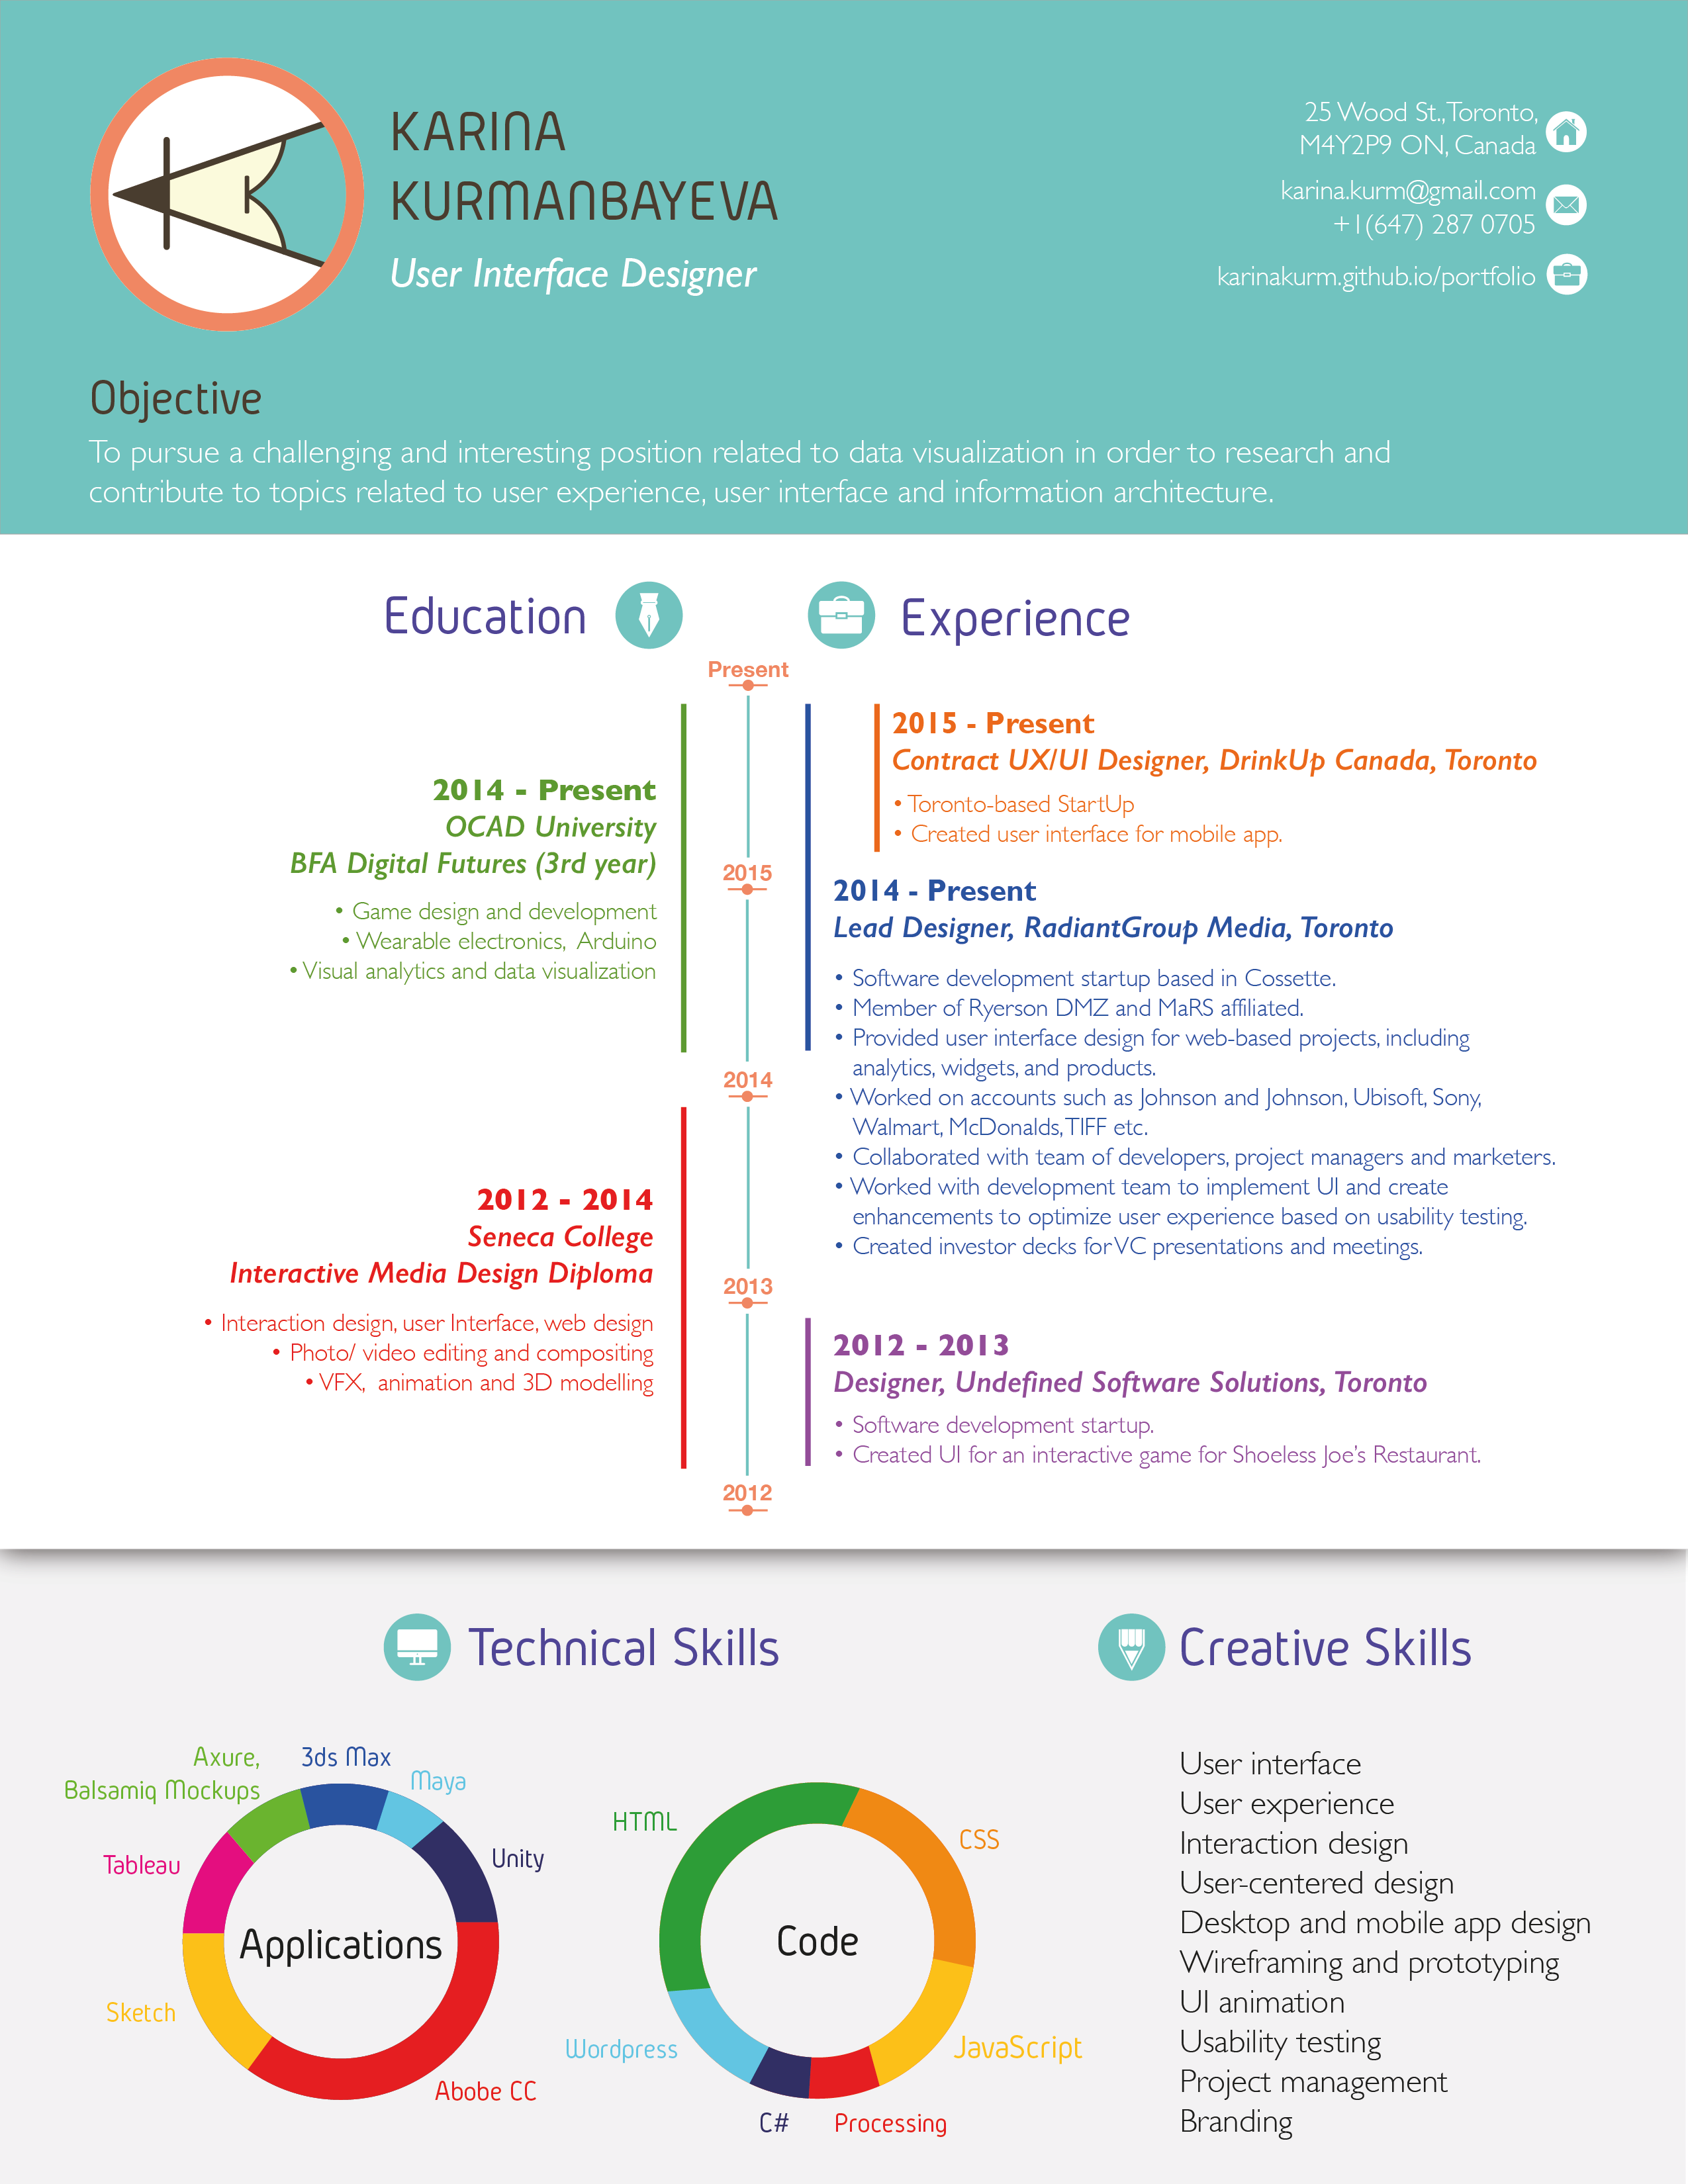 KARINA
KURMANBAYEVA
User Interface Designer
25 Wood St.,Toronto,
M4Y2P9 ON, Canada
karina.kurm@gmail.com
+1(647) 287 0705
karinakurm.github.io/portfolio
Objective
To pursue a challenging and interesting position related to data visualization in order to research and
contribute to topics related to user experience, user interface and information architecture.
Education
2014 - Present
OCAD University
BFA Digital Futures (3rd year)
• Game design and development
• Wearable electronics, Arduino
• Visual analytics and data visualization
2012 - 2014
Seneca College
Interactive Media Design Diploma
• Interaction design, user Interface, web design
• Photo/ video editing and compositing
• VFX, animation and 3D modelling
Present
2015
2014
2013
2012
Experience
2015 - Present
Contract UX/UI Designer, DrinkUp Canada, Toronto
• Toronto-based StartUp
• Created user interface for mobile app.
2014 - Present
Lead Designer, RadiantGroup Media, Toronto
• Software development startup based in Cossette.
• Member of Ryerson DMZ and MaRS affiliated.
• Provided user interface design for web-based projects, including
analytics, widgets, and products.
• Worked on accounts such as Johnson and Johnson, Ubisoft, Sony,
Walmart, McDonalds, TIFF etc.
• Collaborated with team of developers, project managers and marketers.
• Worked with development team to implement UI and create
enhancements to optimize user experience based on usability testing.
• Created investor decks for VC presentations and meetings.
2012 - 2013
Designer, Undefined Software Solutions, Toronto
• Software development startup.
• Created UI for an interactive game for Shoeless Joe's Restaurant.
Technical Skills
Axure,
Balsamiq Mockups
3ds Max
Maya
Unity
Tableau
Applications
Sketch
Abobe CC
HTML
CSS
Code
Wordpress
JavaScript
C#
Processing
Creative Skills
User interface
User experience
Interaction design
User-centered design
Desktop and mobile app design
Wireframing and prototyping
UI animation
Usability testing
Project management
Branding